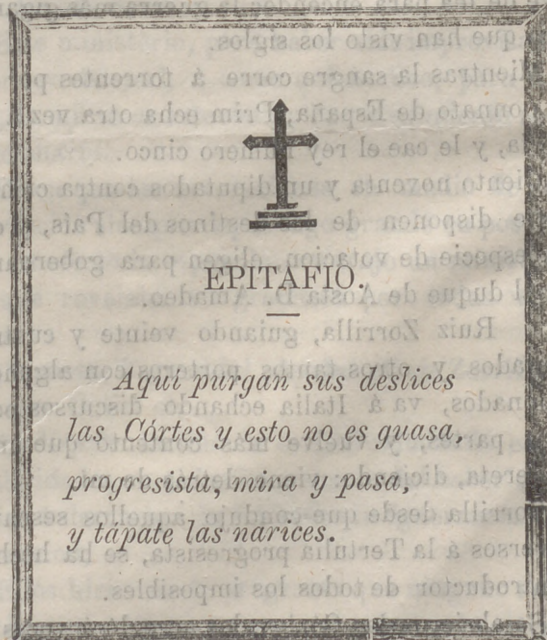 EPITAFIO.
Aquí purgan sus deslices
las Córtes y esto no es guasa,
progresista, mira y pasa,
y tápate las narices.